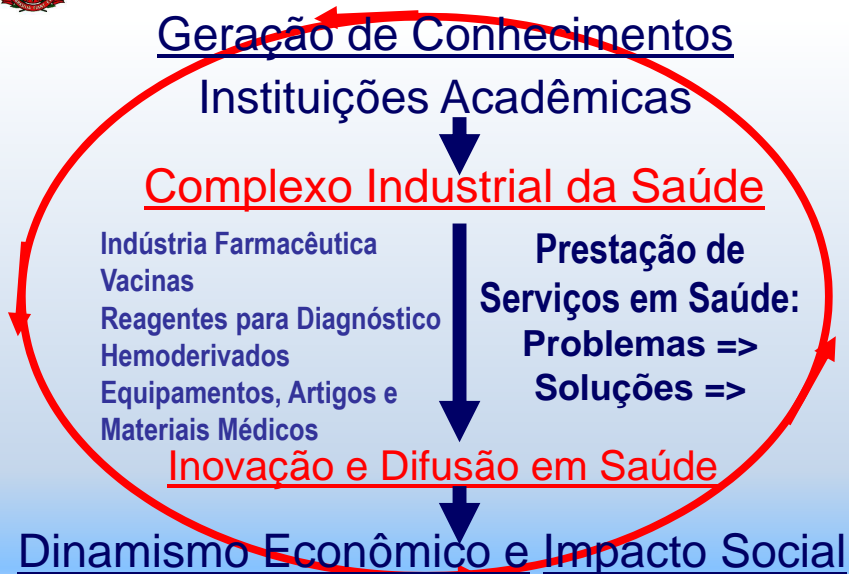 Geração de Conhecimentos
Instituições Acadêmicas
Complexo Industrial da Saúde
Indústria Farmacêutica
Vacinas
Reagentes para Diagnóstico
Hemoderivados
Equipamentos, Artigos e
Materiais Médicos
Prestação de
Serviços em Saúde:
Problemas =>
Soluções =>
Inovação e Difusão em Saúde
Dinamismo Econômico e Impacto Social